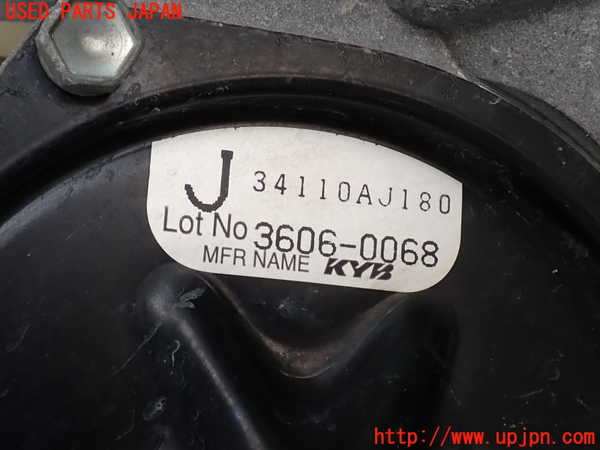 USED PARTS JAPAN
J 34110AJ180
Lot No 3606-0068
MFR NAME KYB
http://www.upjpn.com/